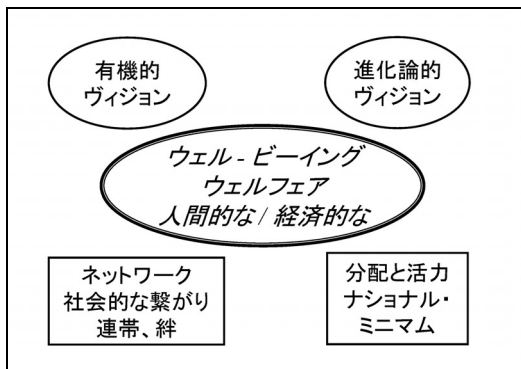 有機的
ヴィジョン
進化論的
ヴィジョン
ウェル - ビーイング
ウェルフェア
人間的な / 経済的な
ネットワーク
社会的な繋がり
連帯、絆
分配と活力
ナショナル・
ミニマム